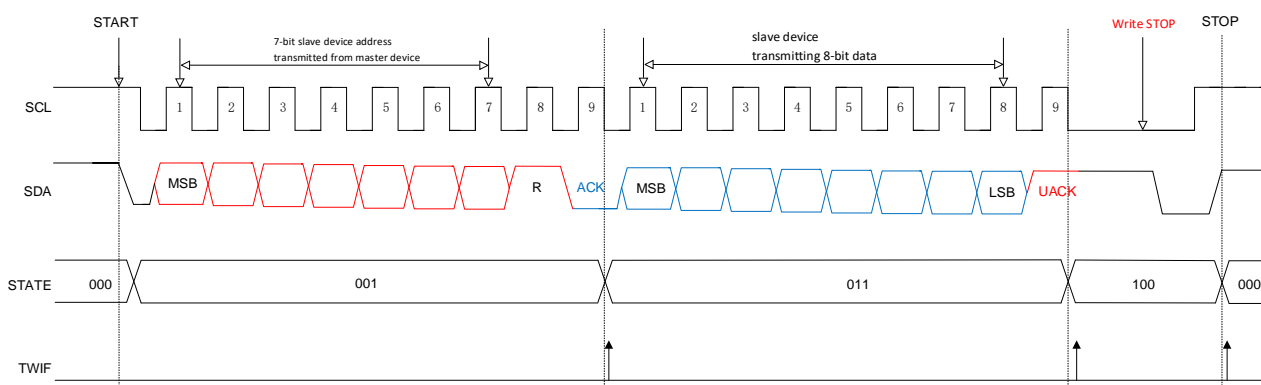 START
Write STOP
STOP
7-bit slave device address
transmitted from master device
slave device
transmitting 8-bit data
SCL
1 2 3 4 5 6 7 8 9 1 2 3 4 5 6 7 8 9
SDA
MSB R ACK MSB LSB UACK
STATE
000 001 011 100 000
TWIF